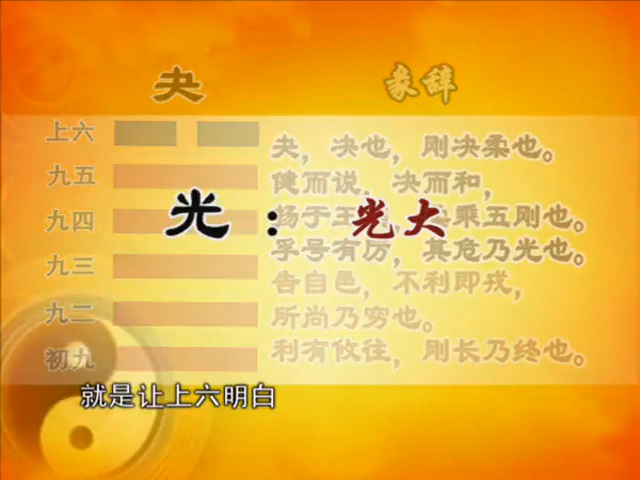 夬
彖辞
上六
九五
九四
九三
九二
初九
夬，决也，刚决柔也。
健而说，决而和，
扬于王，乘五刚也。
孚号有厉，其危乃光也。
告自邑，不利即戎，
所尚乃穷也。
利有攸往，刚长乃终也。
光：光大
就是让上六明白